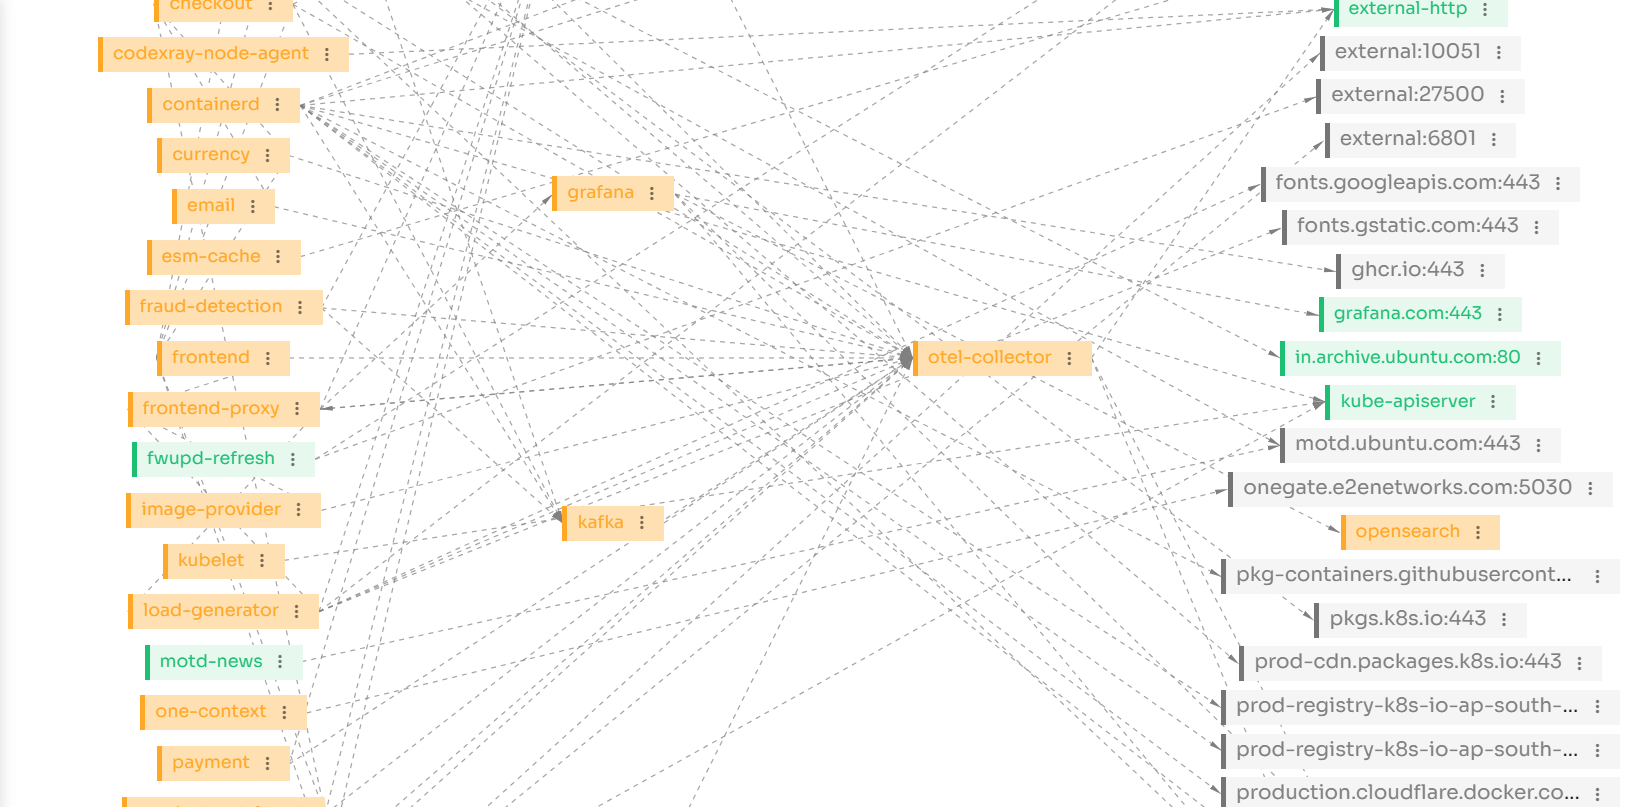 checkout
codexray-node-agent
containerd
currency
email
esm-cache
fraud-detection
frontend
frontend-proxy
fwupd-refresh
image-provider
kubelet
load-generator
motd-news
one-context
payment
grafana
kafka
otel-collector
external-http
external:10051
external:27500
external:6801
fonts.googleapis.com:443
fonts.gstatic.com:443
ghcr.io:443
grafana.com:443
in.archive.ubuntu.com:80
kube-apiserver
motd.ubuntu.com:443
onegate.e2enetworks.com:5030
opensearch
pkg-containers.githubusercont...
pkgs.k8s.io:443
prod-cdn.packages.k8s.io:443
prod-registry-k8s-io-ap-south-...
prod-registry-k8s-io-ap-south-...
production.cloudflare.docker.co...